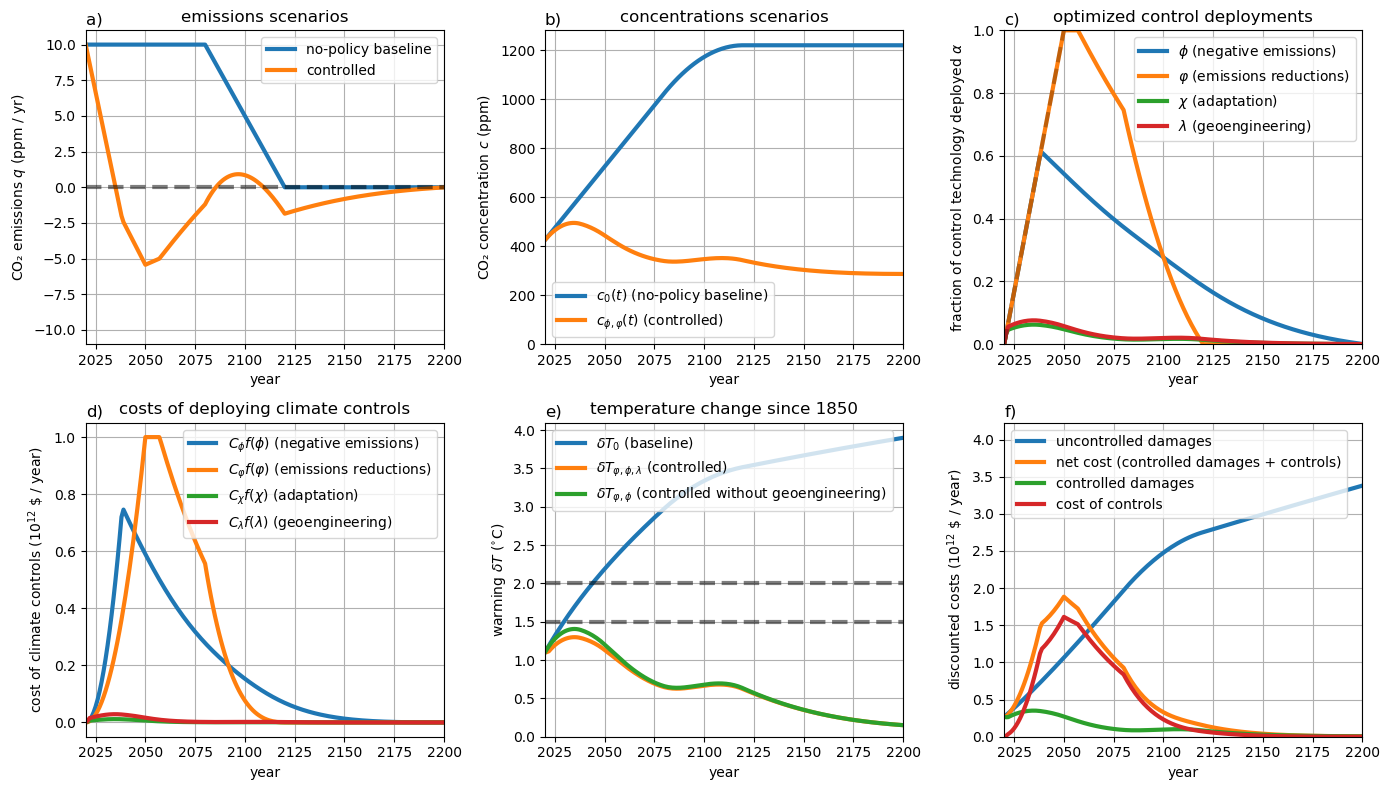 a) emissions scenarios
CO₂ emissions q (ppm / yr)
10.0
7.5
5.0
2.5
0.0
−2.5
−5.0
−7.5
−10.0
no-policy baseline
controlled
2025 2050 2075 2100 2125 2150 2175 2200
year
b) concentrations scenarios
CO₂ concentration c (ppm)
1200
1000
800
600
400
200
0
c₀(t) (no-policy baseline)
c_{ϕ,φ}(t) (controlled)
2025 2050 2075 2100 2125 2150 2175 2200
year
c) optimized control deployments
fraction of control technology deployed α
1.0
0.8
0.6
0.4
0.2
0.0
ϕ (negative emissions)
φ (emissions reductions)
χ (adaptation)
λ (geoengineering)
2025 2050 2075 2100 2125 2150 2175 2200
year
d) costs of deploying climate controls
cost of climate controls (10¹² $ / year)
1.0
0.8
0.6
0.4
0.2
0.0
C_ϕf(ϕ) (negative emissions)
C_φf(φ) (emissions reductions)
C_χf(χ) (adaptation)
C_λf(λ) (geoengineering)
2025 2050 2075 2100 2125 2150 2175 2200
year
e) temperature change since 1850
warming δT (°C)
4.0
3.5
3.0
2.5
2.0
1.5
1.0
0.5
0.0
δT₀ (baseline)
δT_{φ,ϕ,λ} (controlled)
δT_{φ,ϕ} (controlled without geoengineering)
2025 2050 2075 2100 2125 2150 2175 2200
year
f)
discounted costs (10¹² $ / year)
4.0
3.5
3.0
2.5
2.0
1.5
1.0
0.5
0.0
uncontrolled damages
net cost (controlled damages + controls)
controlled damages
cost of controls
2025 2050 2075 2100 2125 2150 2175 2200
year